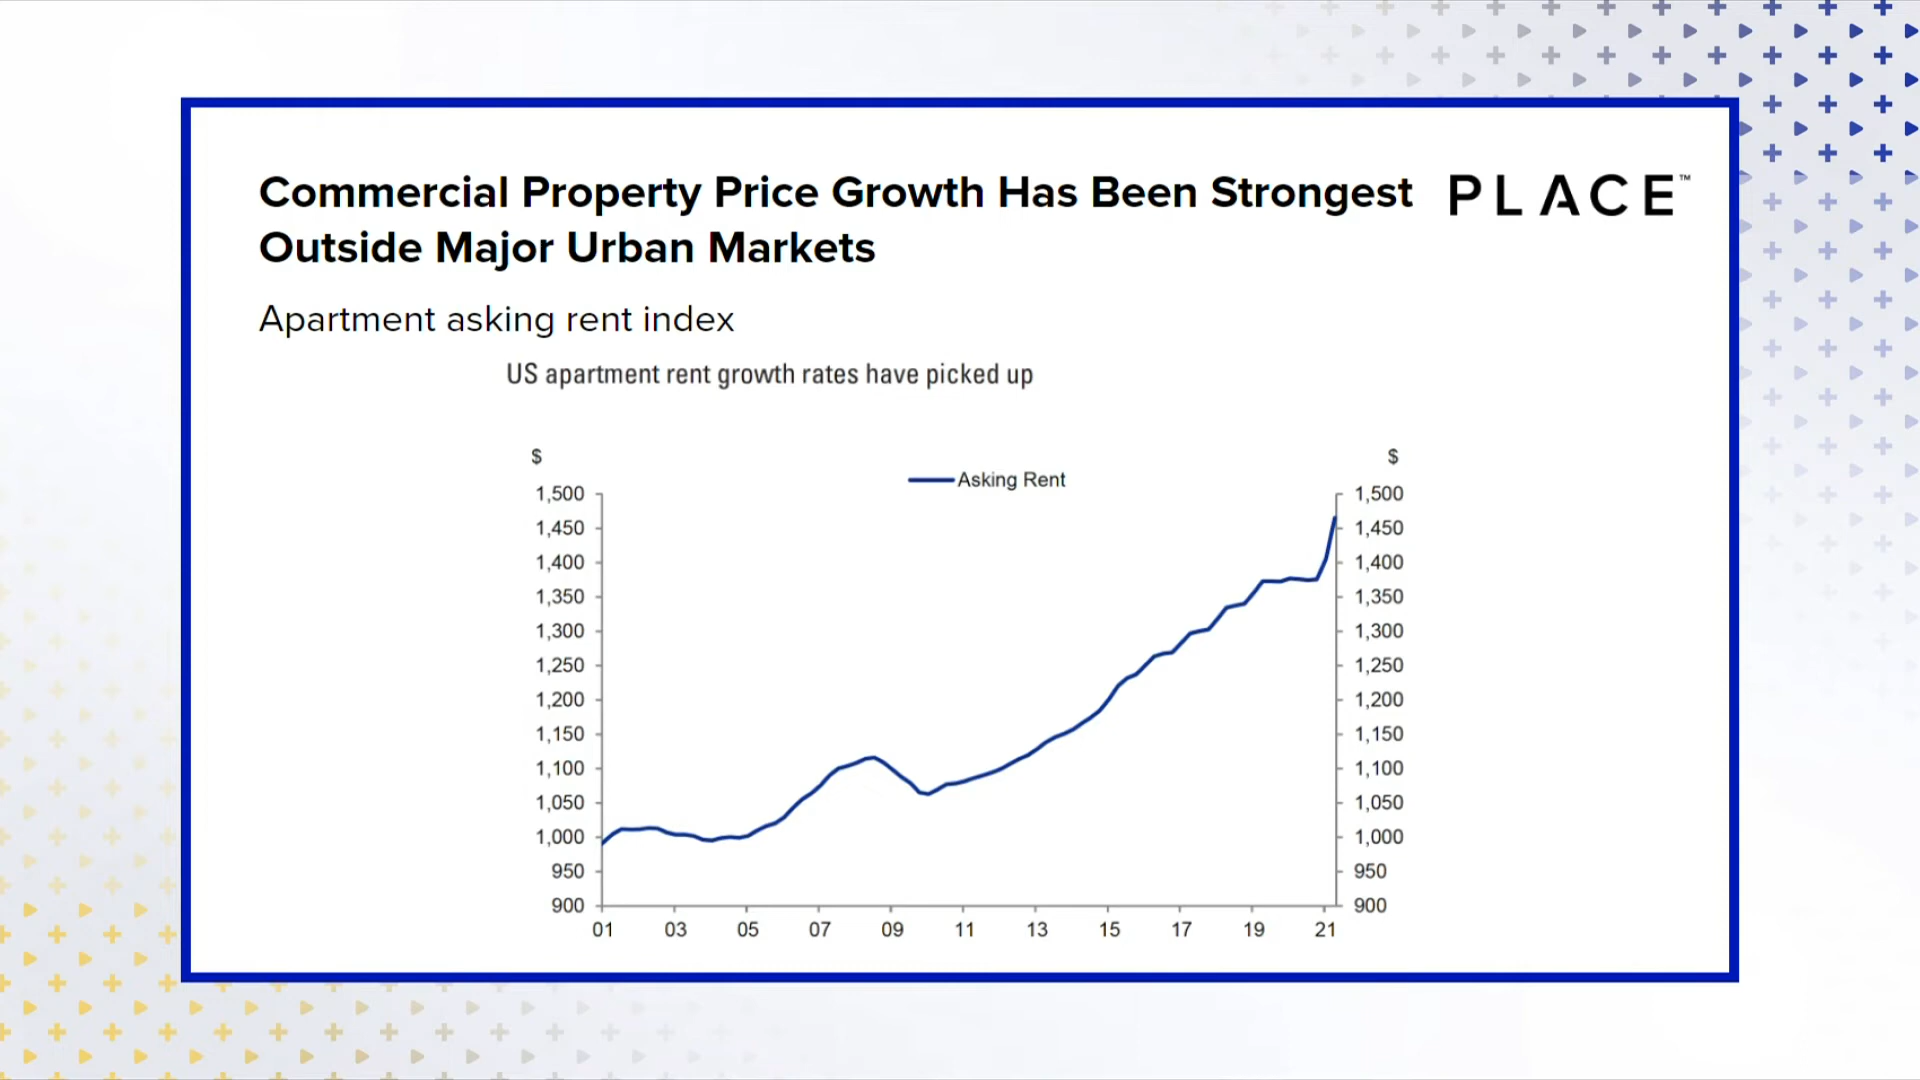 Commercial Property Price Growth Has Been Strongest
Outside Major Urban Markets
PLACE™
Apartment asking rent index
US apartment rent growth rates have picked up
$ $
Asking Rent
1,500 1,500
1,450 1,450
1,400 1,400
1,350 1,350
1,300 1,300
1,250 1,250
1,200 1,200
1,150 1,150
1,100 1,100
1,050 1,050
1,000 1,000
950 950
900 900
01 03 05 07 09 11 13 15 17 19 21